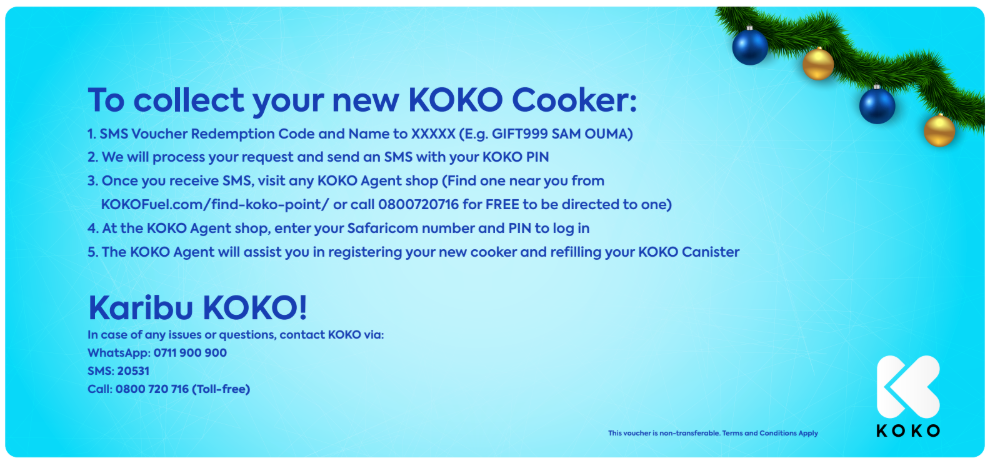 To collect your new KOKO Cooker:
1. SMS Voucher Redemption Code and Name to XXXXX (E.g. GIFT999 SAM OUMA)
2. We will process your request and send an SMS with your KOKO PIN
3. Once you receive SMS, visit any KOKO Agent shop (Find one near you from
KOKOFuel.com/find-koko-point/ or call 0800720716 for FREE to be directed to one)
4. At the KOKO Agent shop, enter your Safaricom number and PIN to log in
5. The KOKO Agent will assist you in registering your new cooker and refilling your KOKO Canister
Karibu KOKO!
In case of any issues or questions, contact KOKO via:
WhatsApp: 0711 900 900
SMS: 20531
Call: 0800 720 716 (Toll-free)
This voucher is non-transferable. Terms and Conditions Apply
KOKO